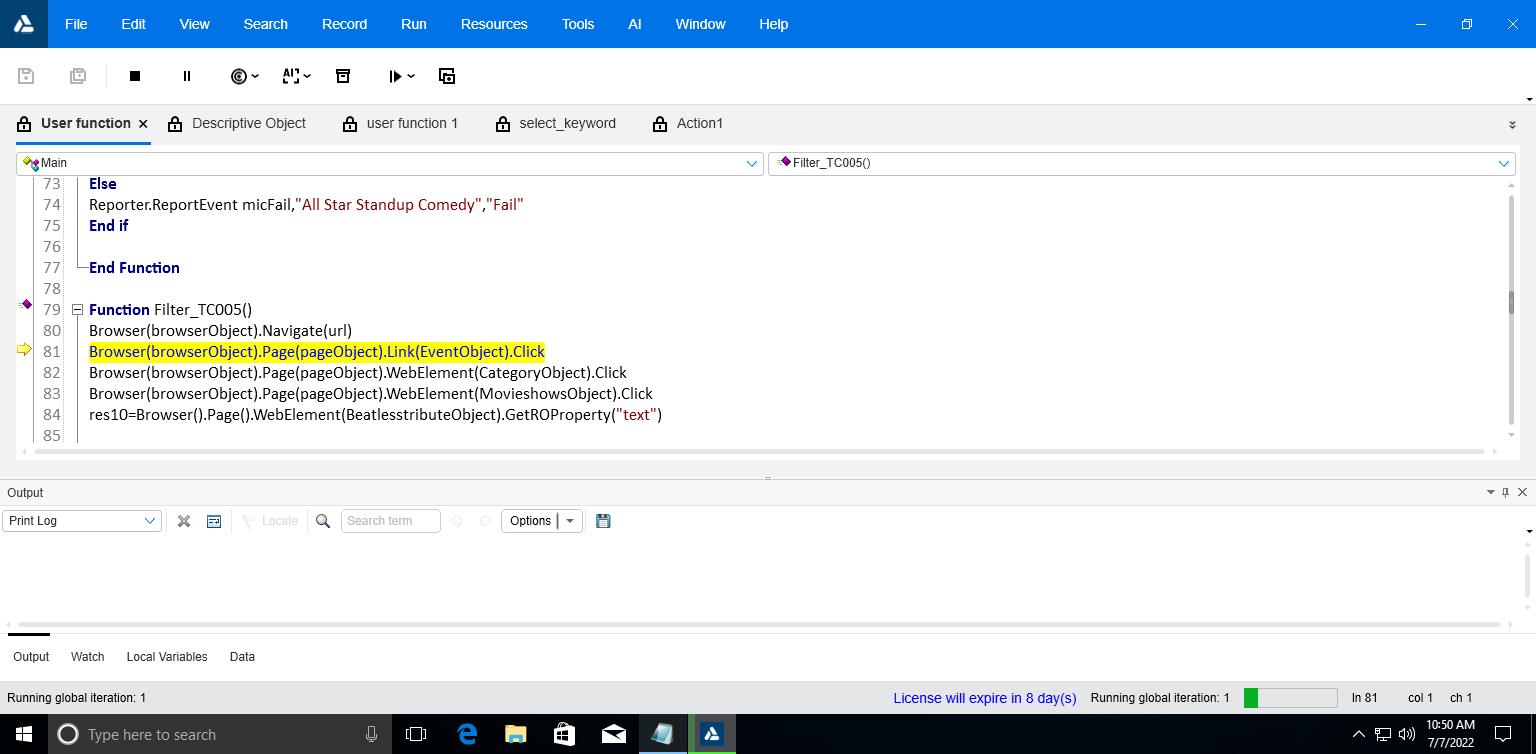 File Edit View Search Record Run Resources Tools AI Window Help
User function Descriptive Object user function 1 select_keyword Action1
Main Filter_TC005()
73 Else
74 Reporter.ReportEvent micFail,"All Star Standup Comedy","Fail"
75 End if
76
77 End Function
78
79 Function Filter_TC005()
80 Browser(browserObject).Navigate(url)
81 Browser(browserObject).Page(pageObject).Link(EventObject).Click
82 Browser(browserObject).Page(pageObject).WebElement(CategoryObject).Click
83 Browser(browserObject).Page(pageObject).WebElement(MovieshowsObject).Click
84 res10=Browser().Page().WebElement(BeatlesstributeObject).GetROProperty("text")
85
Output
Print Log Locate Search term Options
Output Watch Local Variables Data
Running global iteration: 1 License will expire in 8 day(s) Running global iteration: 1 ln 81 col 1 ch 1
Type here to search 10:50 AM
7/7/2022